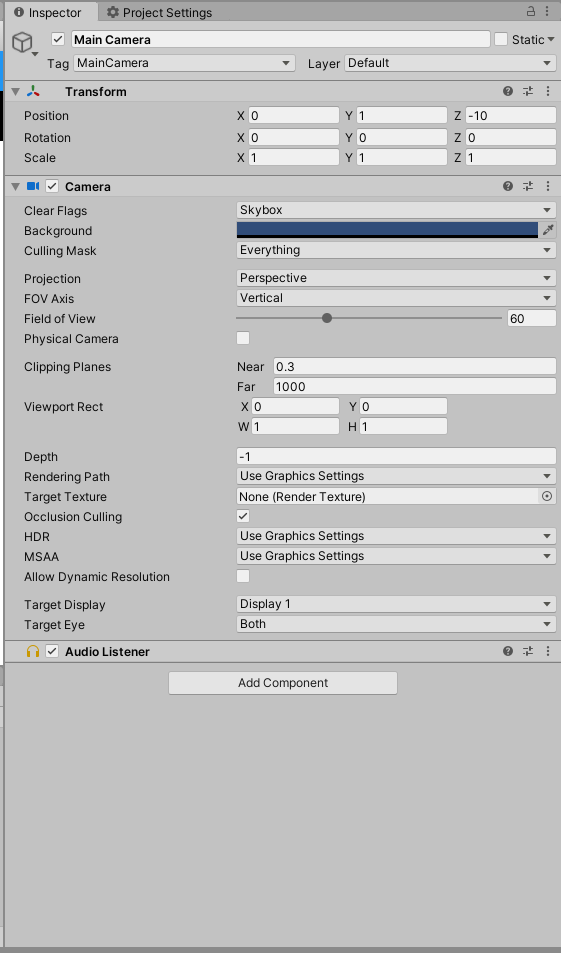 Inspector Project Settings
Main Camera Static
Tag MainCamera Layer Default
Transform
Position X 0 Y 1 Z -10
Rotation X 0 Y 0 Z 0
Scale X 1 Y 1 Z 1
Camera
Clear Flags Skybox
Background
Culling Mask Everything
Projection Perspective
FOV Axis Vertical
Field of View 60
Physical Camera
Clipping Planes Near 0.3
Far 1000
Viewport Rect X 0 Y 0
W 1 H 1
Depth -1
Rendering Path Use Graphics Settings
Target Texture None (Render Texture)
Occlusion Culling
HDR Use Graphics Settings
MSAA Use Graphics Settings
Allow Dynamic Resolution
Target Display Display 1
Target Eye Both
Audio Listener
Add Component